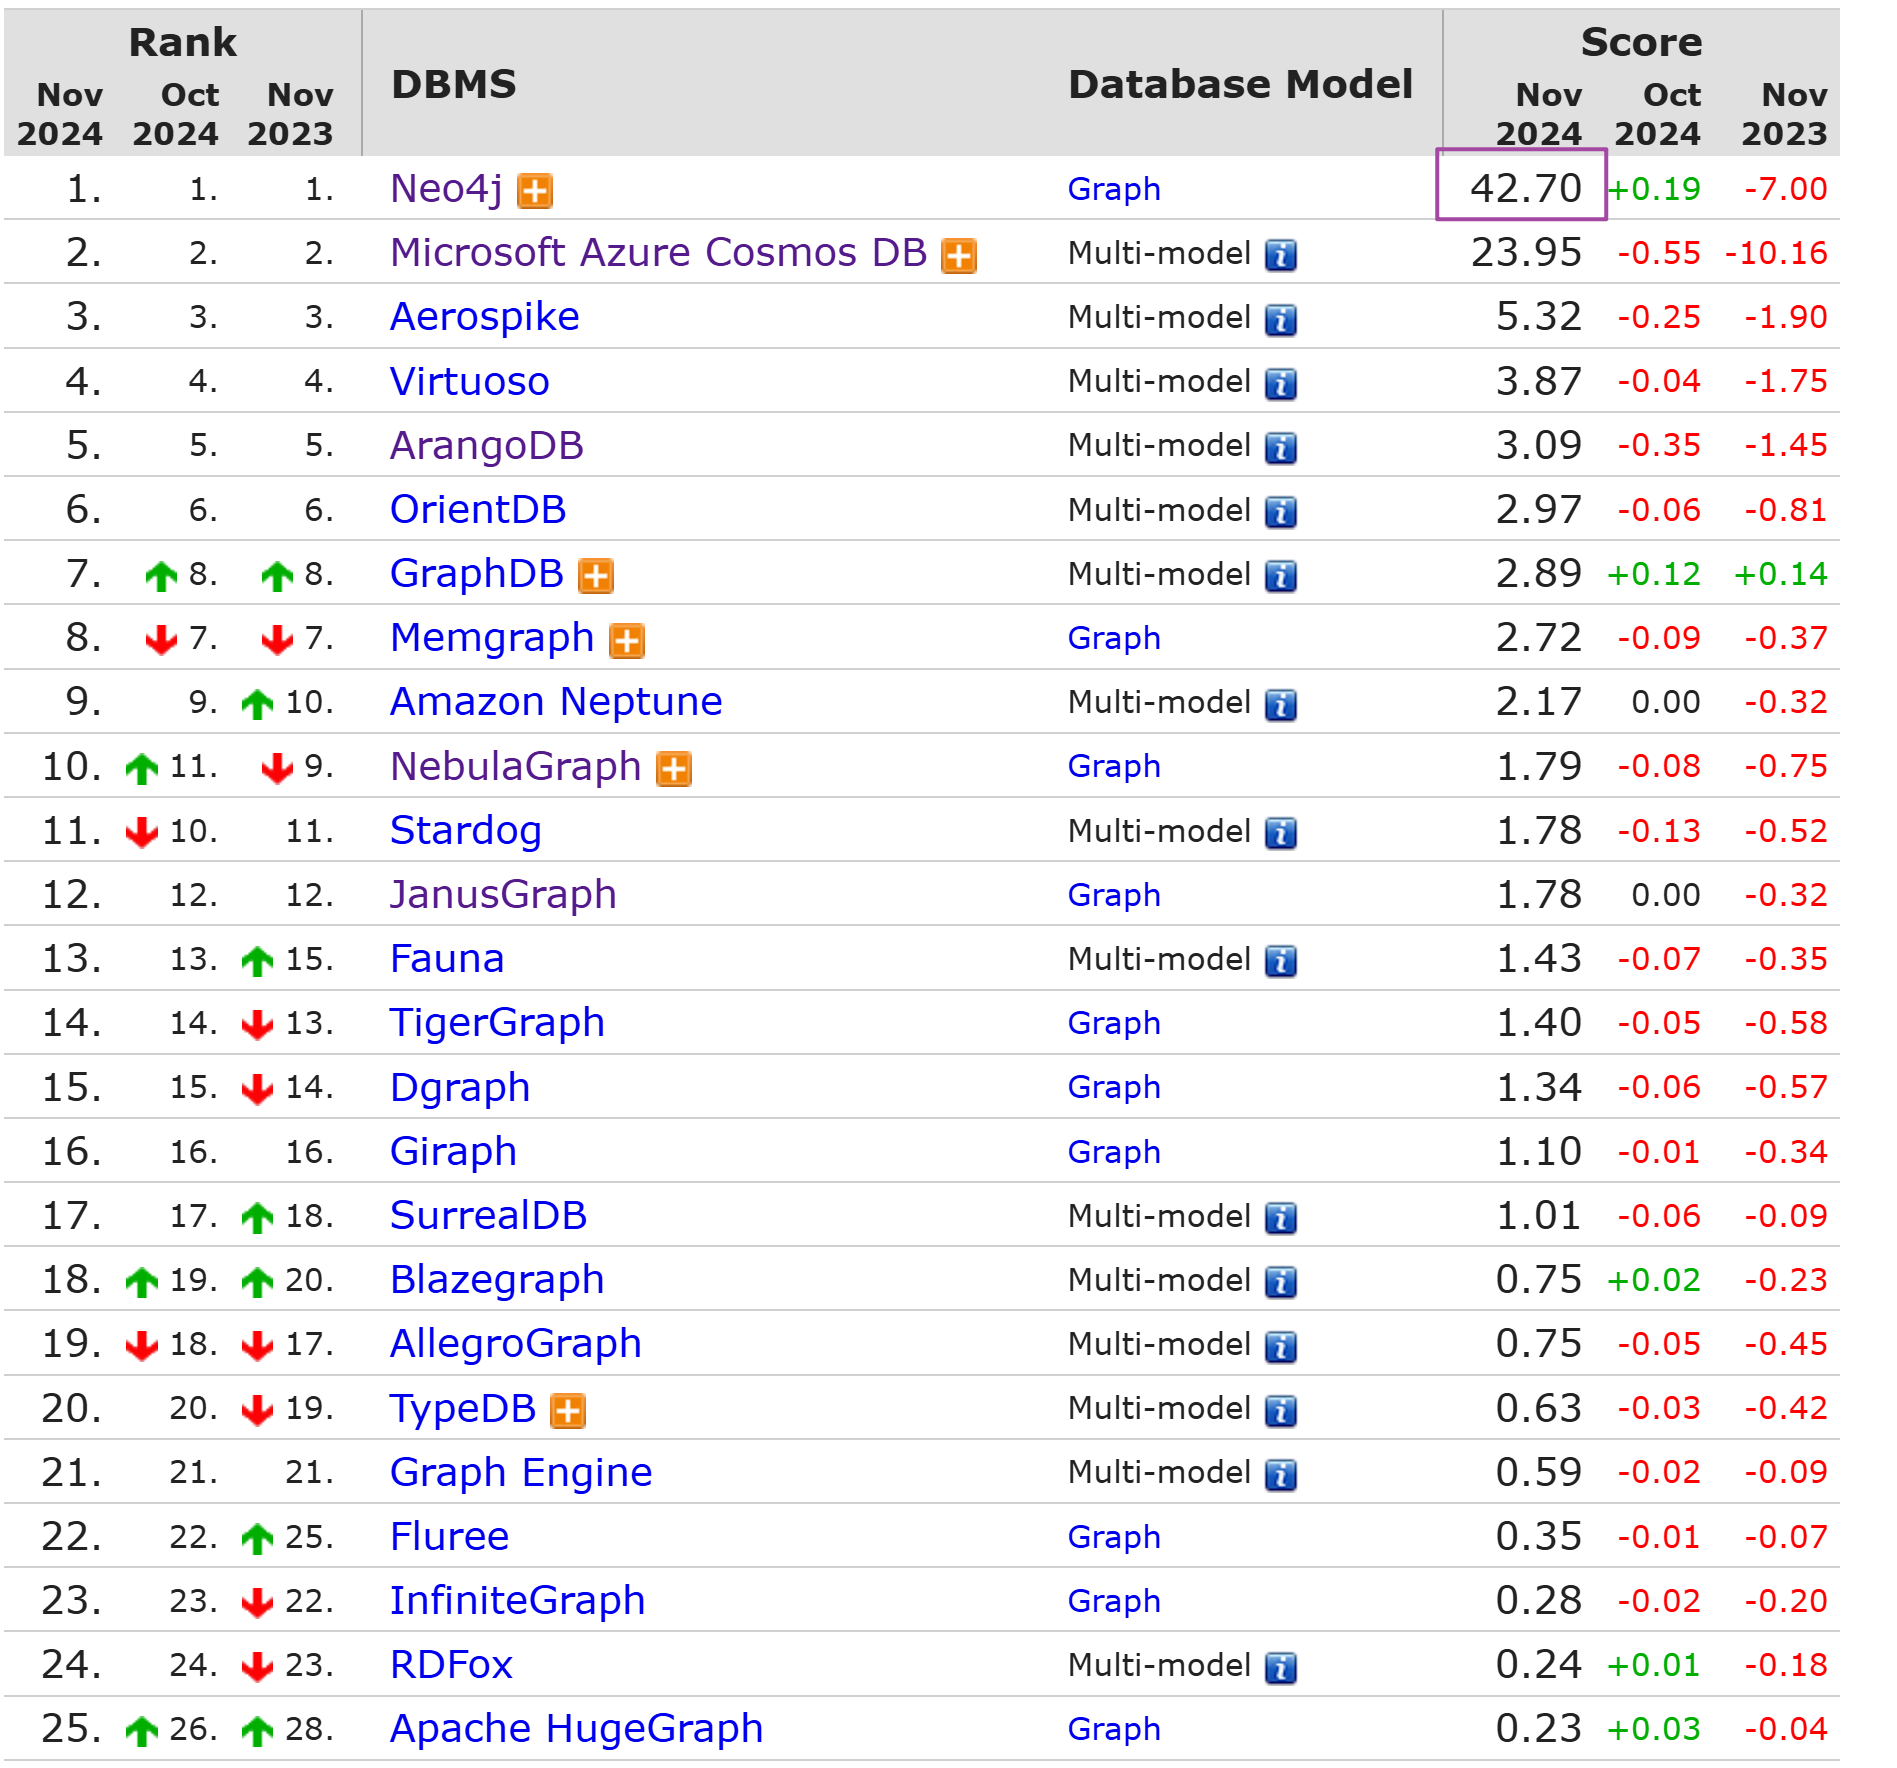 Rank Score
DBMS Database Model
Nov Oct Nov Nov Oct Nov
2024 2024 2023 2024 2024 2023
1. 1. 1. Neo4j Graph 42.70 +0.19 -7.00
2. 2. 2. Microsoft Azure Cosmos DB Multi-model 23.95 -0.55 -10.16
3. 3. 3. Aerospike Multi-model 5.32 -0.25 -1.90
4. 4. 4. Virtuoso Multi-model 3.87 -0.04 -1.75
5. 5. 5. ArangoDB Multi-model 3.09 -0.35 -1.45
6. 6. 6. OrientDB Multi-model 2.97 -0.06 -0.81
7. 8. 8. GraphDB Multi-model 2.89 +0.12 +0.14
8. 7. 7. Memgraph Graph 2.72 -0.09 -0.37
9. 9. 10. Amazon Neptune Multi-model 2.17 0.00 -0.32
10. 11. 9. NebulaGraph Graph 1.79 -0.08 -0.75
11. 10. 11. Stardog Multi-model 1.78 -0.13 -0.52
12. 12. 12. JanusGraph Graph 1.78 0.00 -0.32
13. 13. 15. Fauna Multi-model 1.43 -0.07 -0.35
14. 14. 13. TigerGraph Graph 1.40 -0.05 -0.58
15. 15. 14. Dgraph Graph 1.34 -0.06 -0.57
16. 16. 16. Giraph Graph 1.10 -0.01 -0.34
17. 17. 18. SurrealDB Multi-model 1.01 -0.06 -0.09
18. 19. 20. Blazegraph Multi-model 0.75 +0.02 -0.23
19. 18. 17. AllegroGraph Multi-model 0.75 -0.05 -0.45
20. 20. 19. TypeDB Multi-model 0.63 -0.03 -0.42
21. 21. 21. Graph Engine Multi-model 0.59 -0.02 -0.09
22. 22. 25. Fluree Graph 0.35 -0.01 -0.07
23. 23. 22. InfiniteGraph Graph 0.28 -0.02 -0.20
24. 24. 23. RDFox Multi-model 0.24 +0.01 -0.18
25. 26. 28. Apache HugeGraph Graph 0.23 +0.03 -0.04